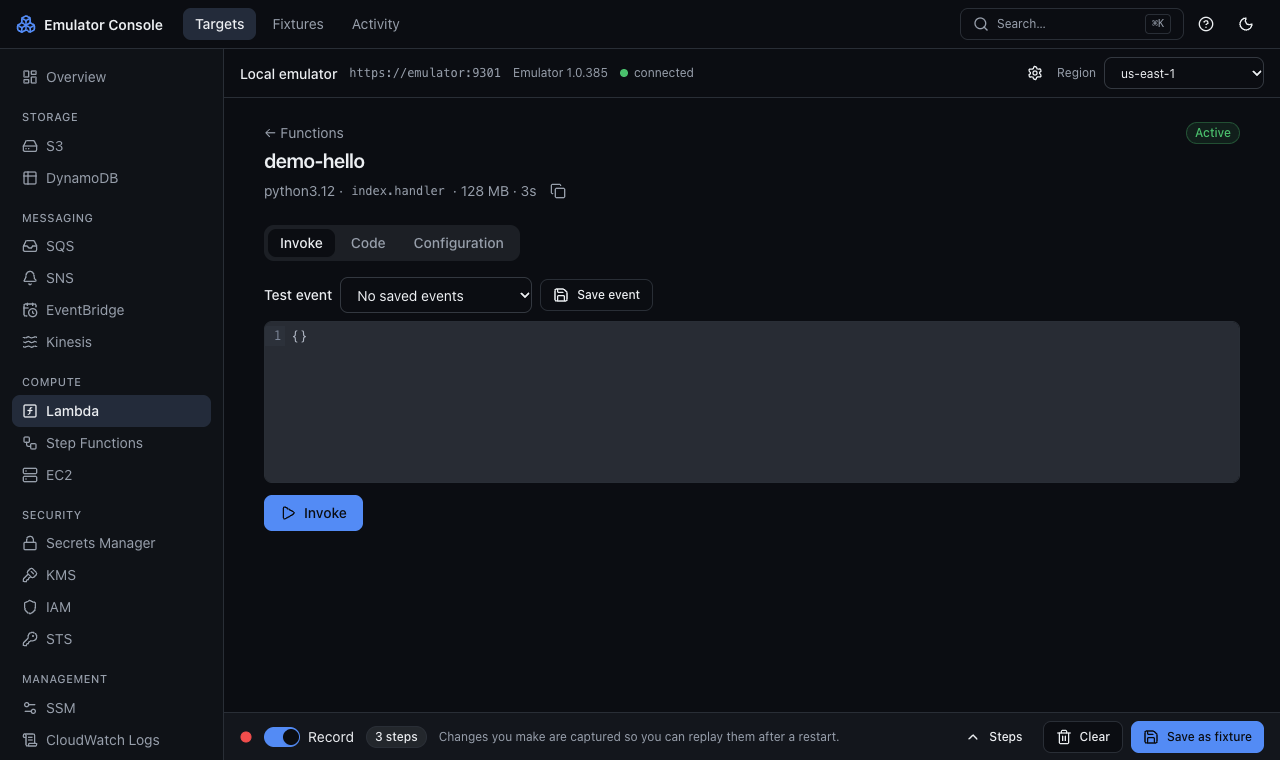 Emulator Console
Targets
Fixtures
Activity
Search...
⌘K
Overview
STORAGE
S3
DynamoDB
MESSAGING
SQS
SNS
EventBridge
Kinesis
COMPUTE
Lambda
Step Functions
EC2
SECURITY
Secrets Manager
KMS
IAM
STS
MANAGEMENT
SSM
CloudWatch Logs
Local emulator https://emulator:9301 Emulator 1.0.385 connected
Region us-east-1
← Functions
Active
demo-hello
python3.12 · index.handler · 128 MB · 3s
Invoke
Code
Configuration
Test event No saved events Save event
1 {}
Invoke
Record 3 steps Changes you make are captured so you can replay them after a restart.
Steps
Clear
Save as fixture